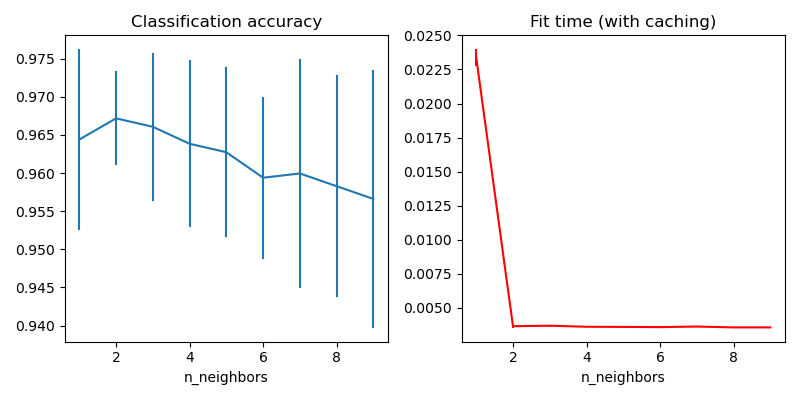 Classification accuracy
0.975
0.970
0.965
0.960
0.955
0.950
0.945
0.940
2 4 6 8
n_neighbors
Fit time (with caching)
0.0250
0.0225
0.0200
0.0175
0.0150
0.0125
0.0100
0.0075
0.0050
2 4 6 8
n_neighbors